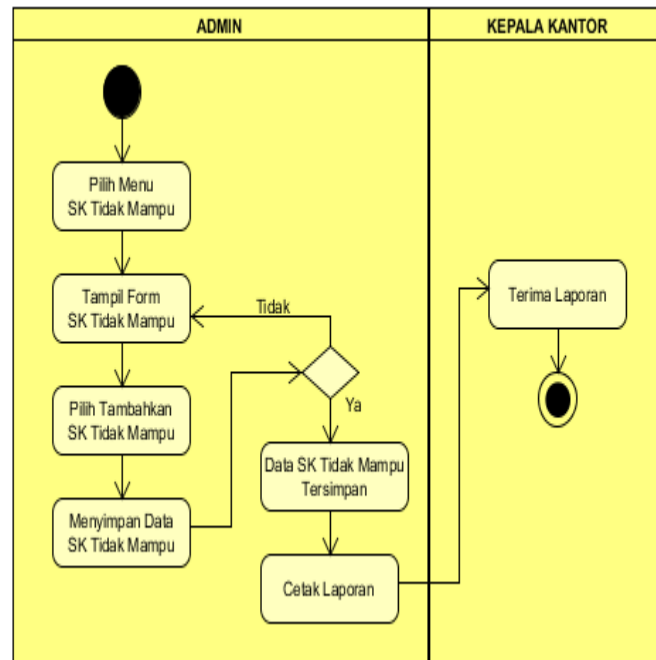 ADMIN
KEPALA KANTOR
Pilih Menu
SK Tidak Mampu
Tampil Form
SK Tidak Mampu
Tidak
Terima Laporan
Pilih Tambahkan
SK Tidak Mampu
Ya
Data SK Tidak Mampu
Tersimpan
Menyimpan Data
SK Tidak Mampu
Cetak Laporan